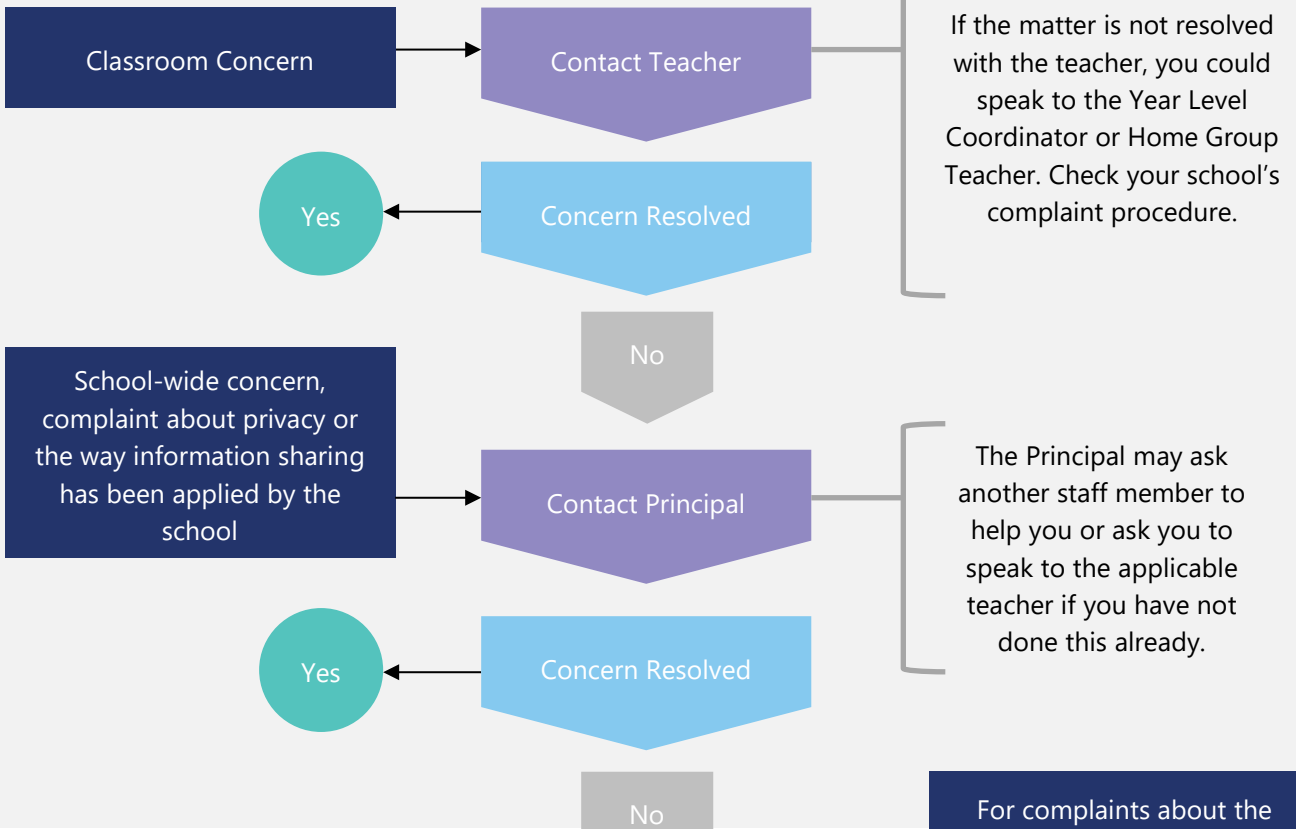 Classroom Concern
Contact Teacher
If the matter is not resolved
with the teacher, you could
speak to the Year Level
Coordinator or Home Group
Teacher. Check your school’s
complaint procedure.
Yes
Concern Resolved
No
School-wide concern,
complaint about privacy or
the way information sharing
has been applied by the
school
Contact Principal
The Principal may ask
another staff member to
help you or ask you to
speak to the applicable
teacher if you have not
done this already.
Yes
Concern Resolved
No
For complaints about the